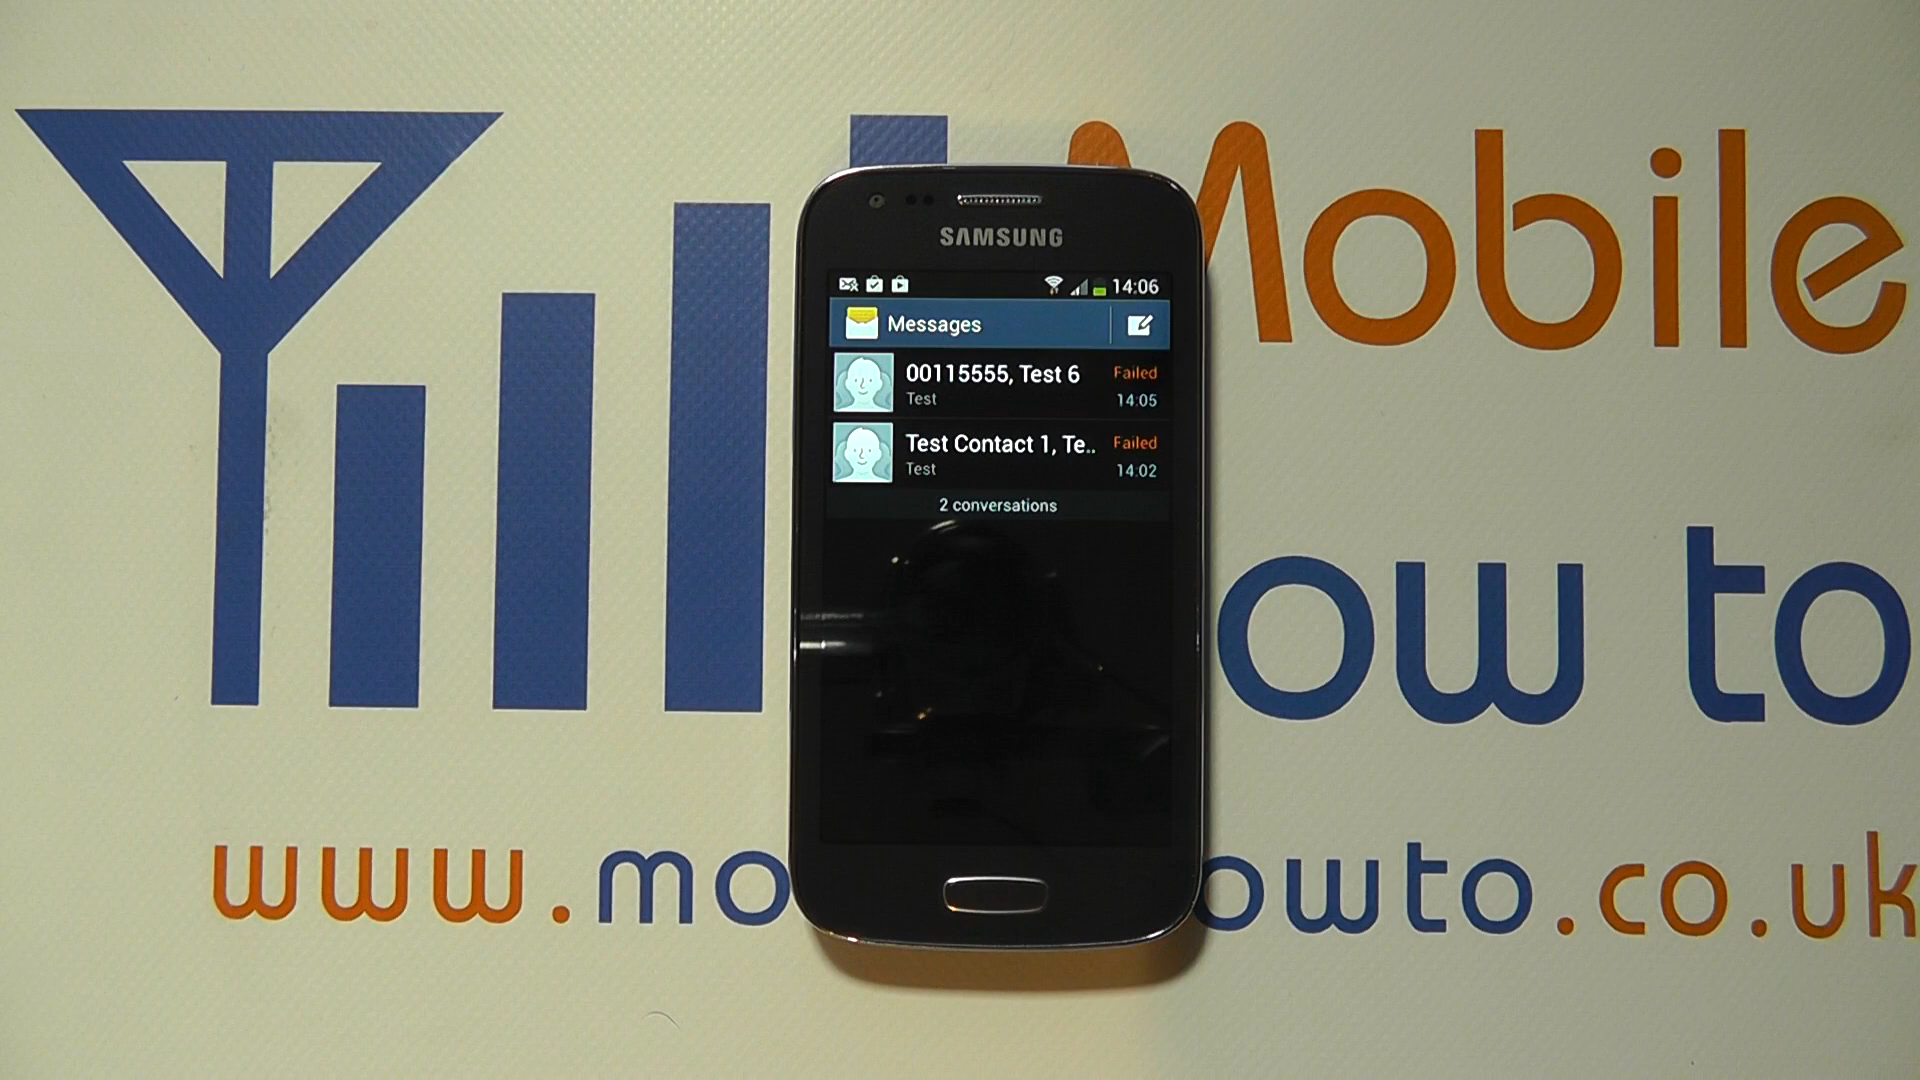 Mobile
ow to
www.mo owto.co.uk
SAMSUNG
14:06
Messages
00115555, Test 6 Failed
Test 14:05
Test Contact 1, Te.. Failed
Test 14:02
2 conversations